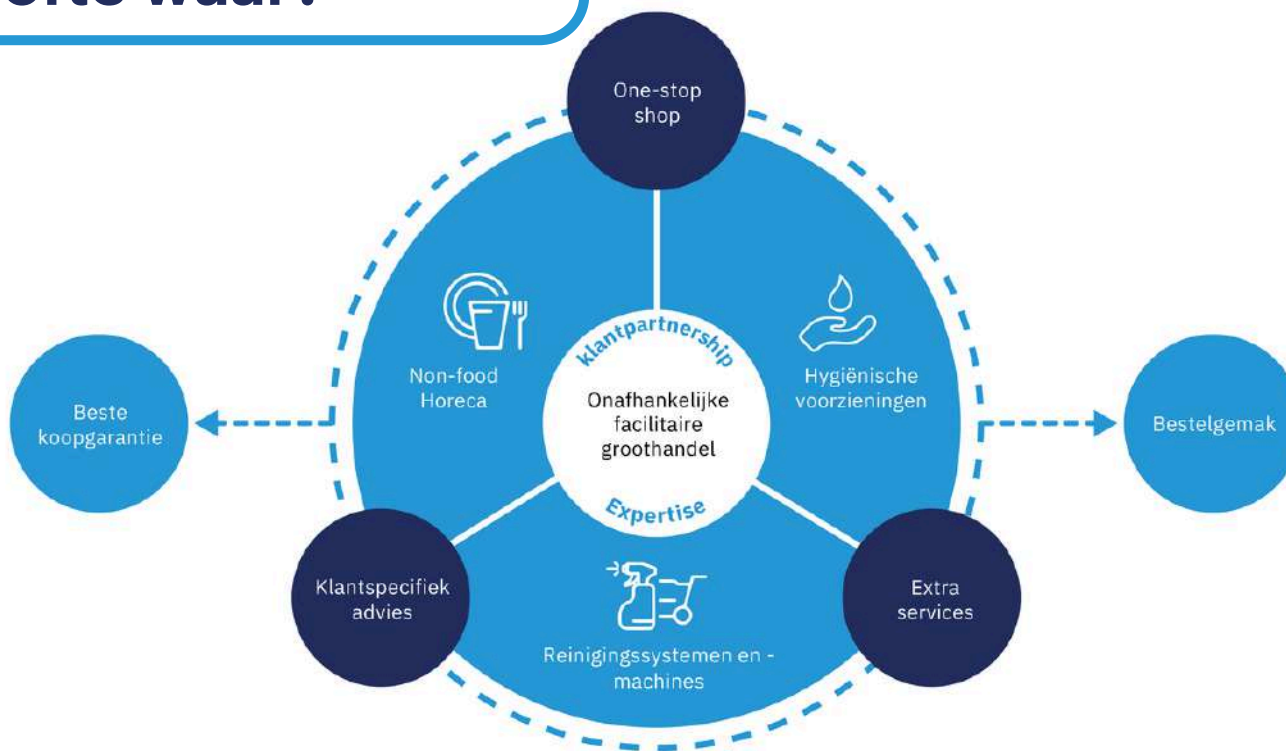 waar?
One-stop
shop
Non-food
Horeca
Hygiënische
voorzieningen
klantpartnership
Onafhankelijke
facilitaire
groothandel
Expertise
Beste
koopgarantie
Bestelgemak
Klantspecifiek
advies
Extra
services
Reinigingssystemen en -
machines